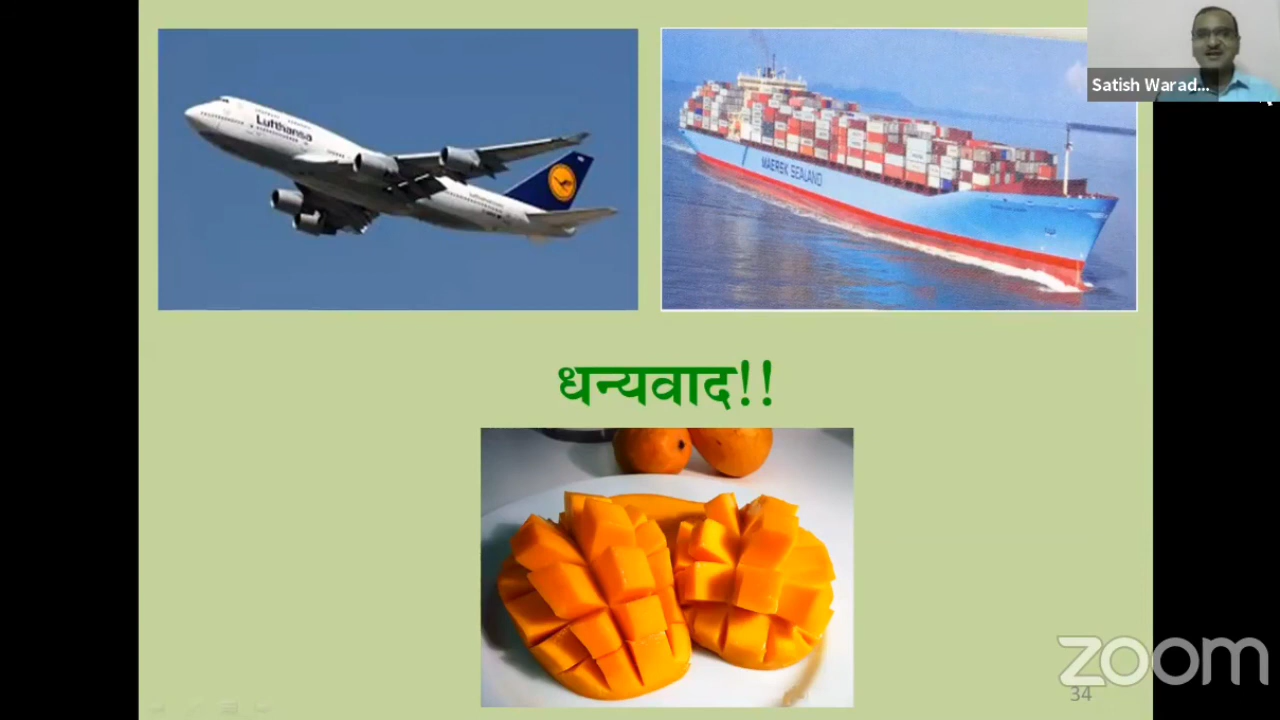 Lufthansa
MAERSK SEALAND
Satish Warad...
धन्यवाद!!
zoom
34